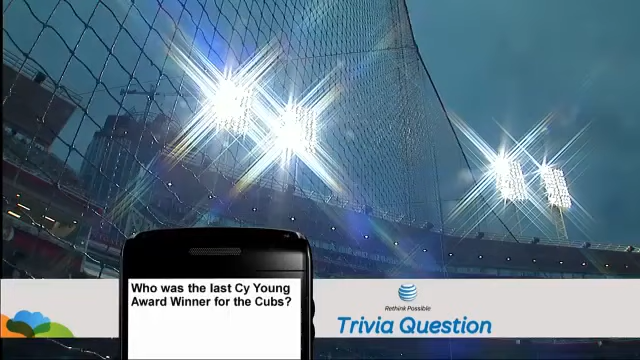 Who was the last Cy Young
Award Winner for the Cubs?
Rethink Possible
Trivia Question